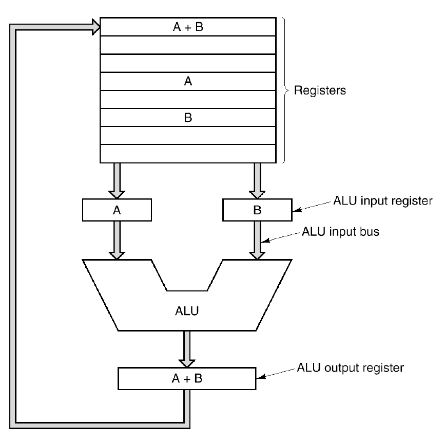 A + B
A
Registers
B
A
B
ALU input register
ALU input bus
ALU
A + B
ALU output register